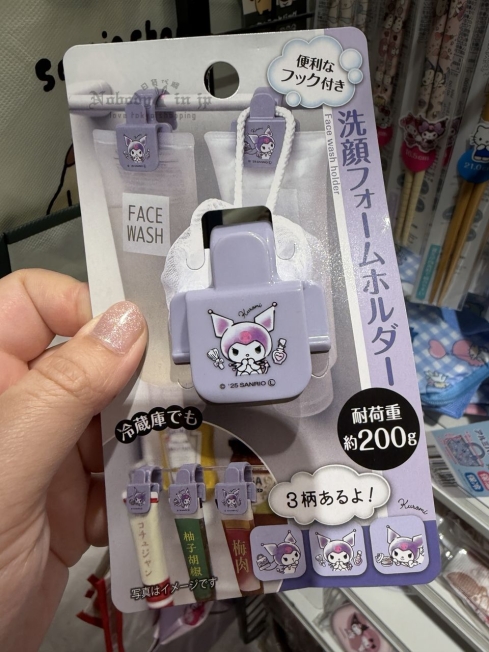 便利な
フック付き
洗顔フォームホルダー
Face wash holder
Nobody in jp
FACE
WASH
Kuromi
© '25 SANRIO Ⓛ
耐荷重
約200g
冷蔵庫でも
3柄あるよ!
Kuromi
コチュジャン
柚子胡椒
梅肉
写真はイメージです